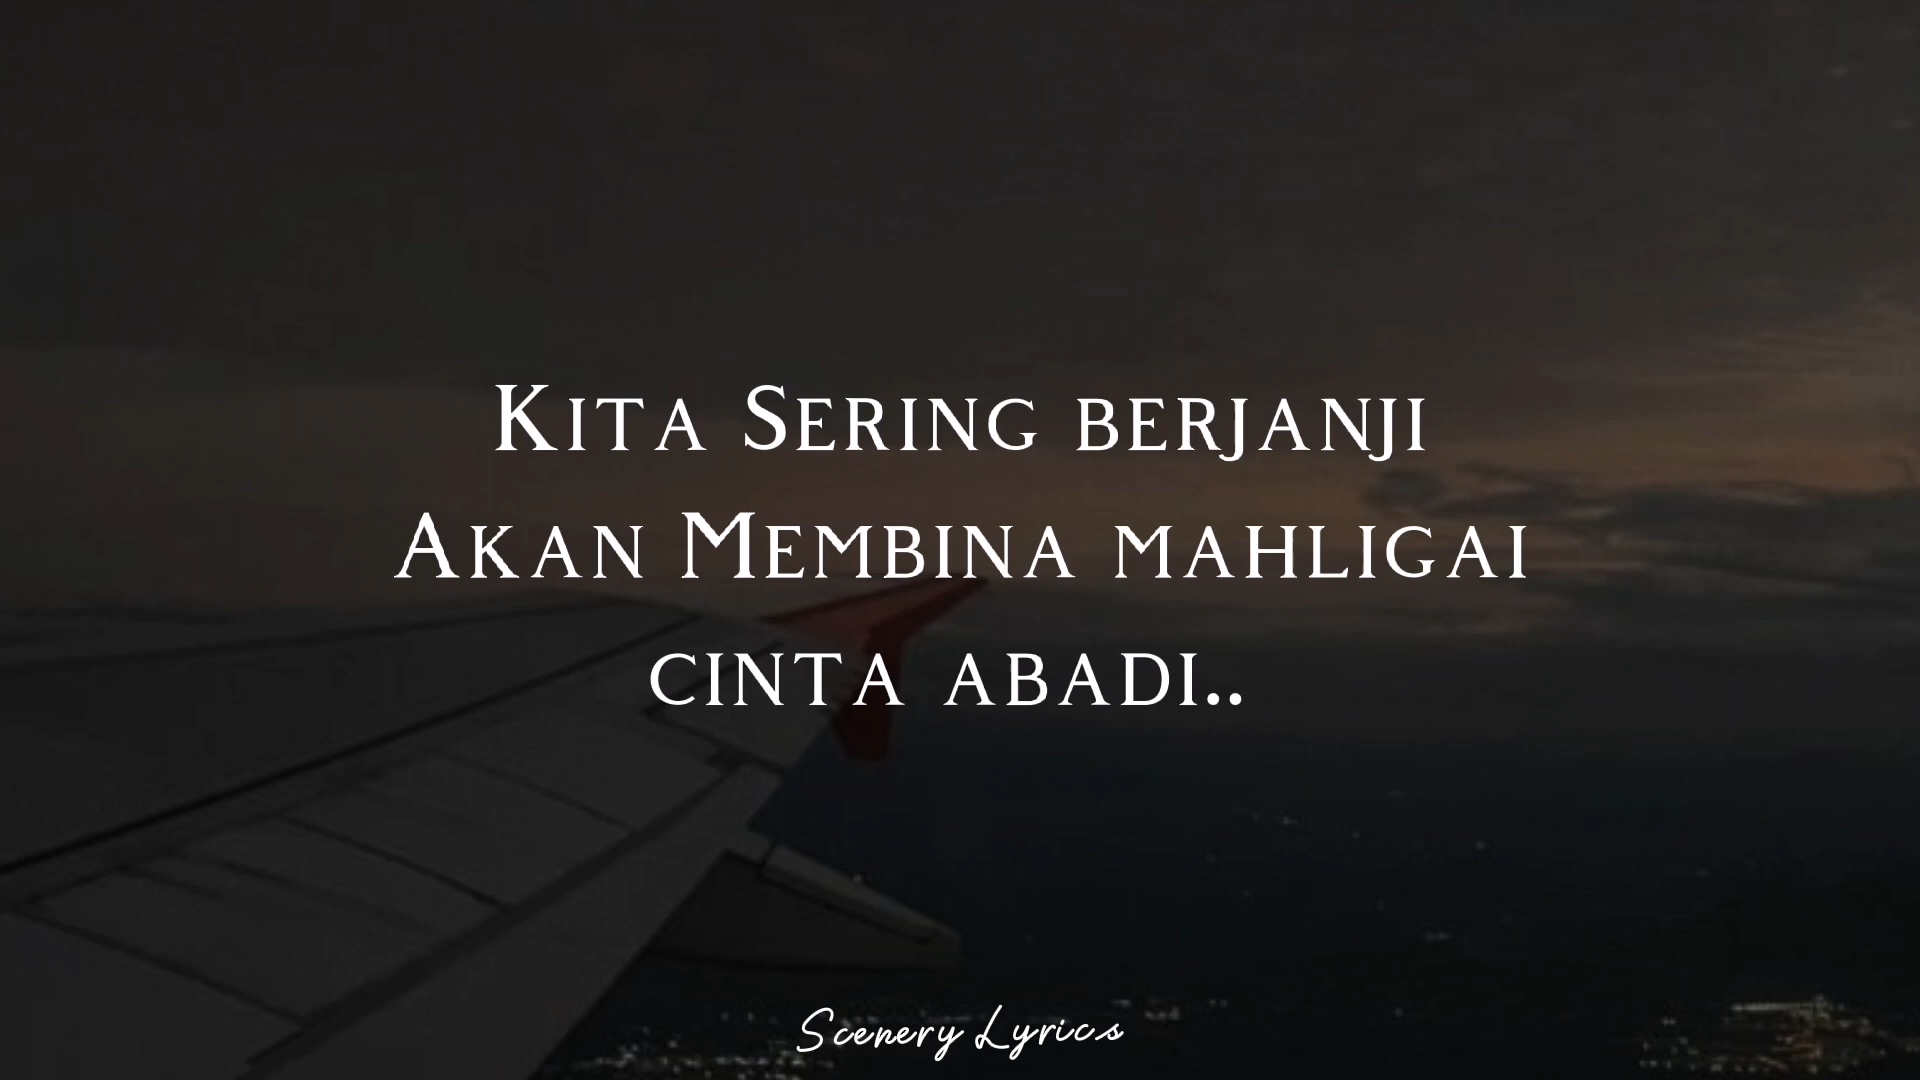 Kita Sering berjanji
Akan Membina mahligai
cinta abadi..
Scenery Lyrics